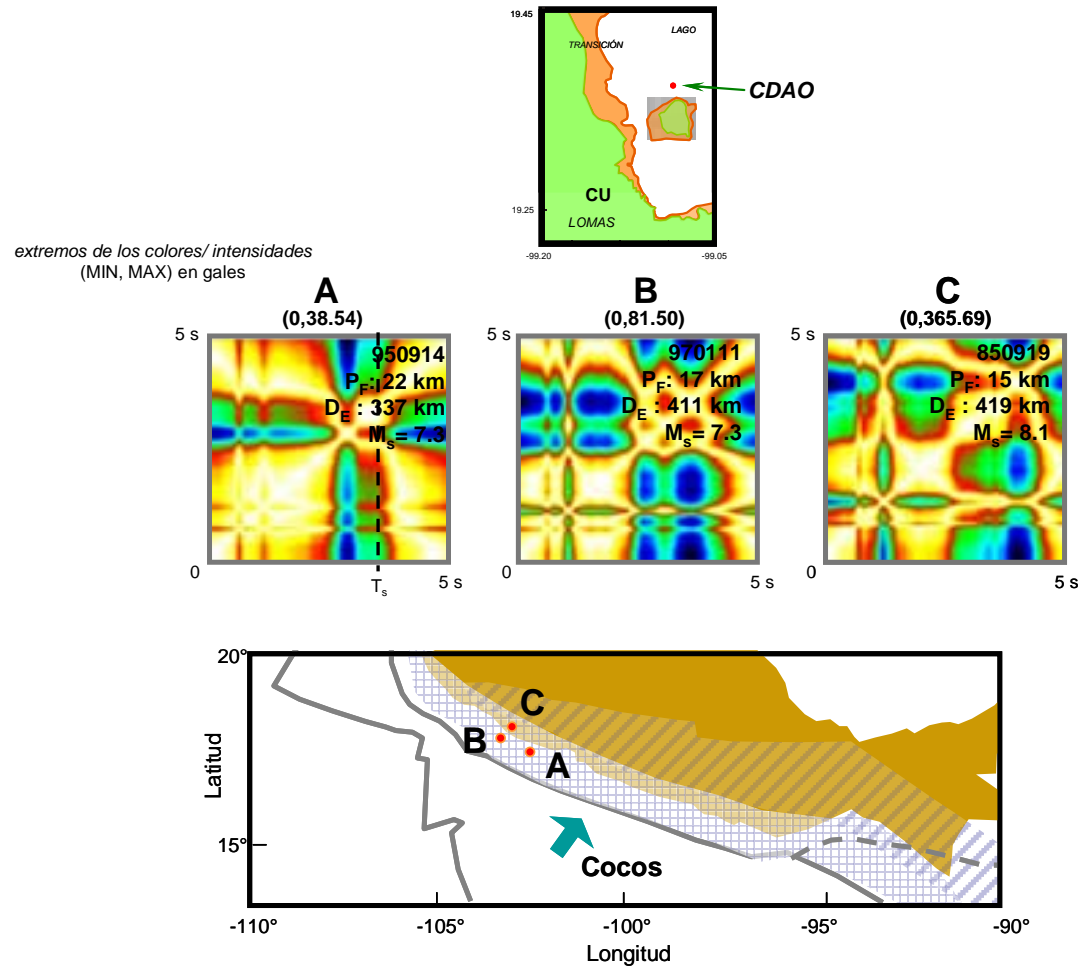 19.45
LAGO
TRANSICIÓN
CDAO
CU
19.25
LOMAS
-99.20
-99.05
extremos de los colores/ intensidades
(MIN, MAX) en gales
A
(0,38.54)
B
(0,81.50)
C
(0,365.69)
5 s
950914
PF: 22 km
DE : 337 km
Ms= 7.3
0
Ts
5 s
5 s
970111
PF: 17 km
DE : 411 km
Ms= 7.3
0
5 s
5 s
850919
PF: 15 km
DE : 419 km
Ms= 8.1
0
5 s
20°
C
B
A
Latitud
15°
Cocos
-110°
-105°
-100°
-95°
-90°
Longitud